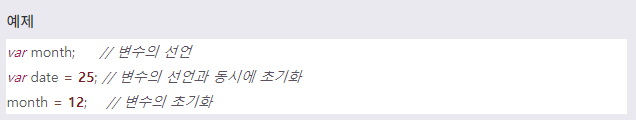 예제
var month; // 변수의 선언
var date = 25; // 변수의 선언과 동시에 초기화
month = 12; // 변수의 초기화